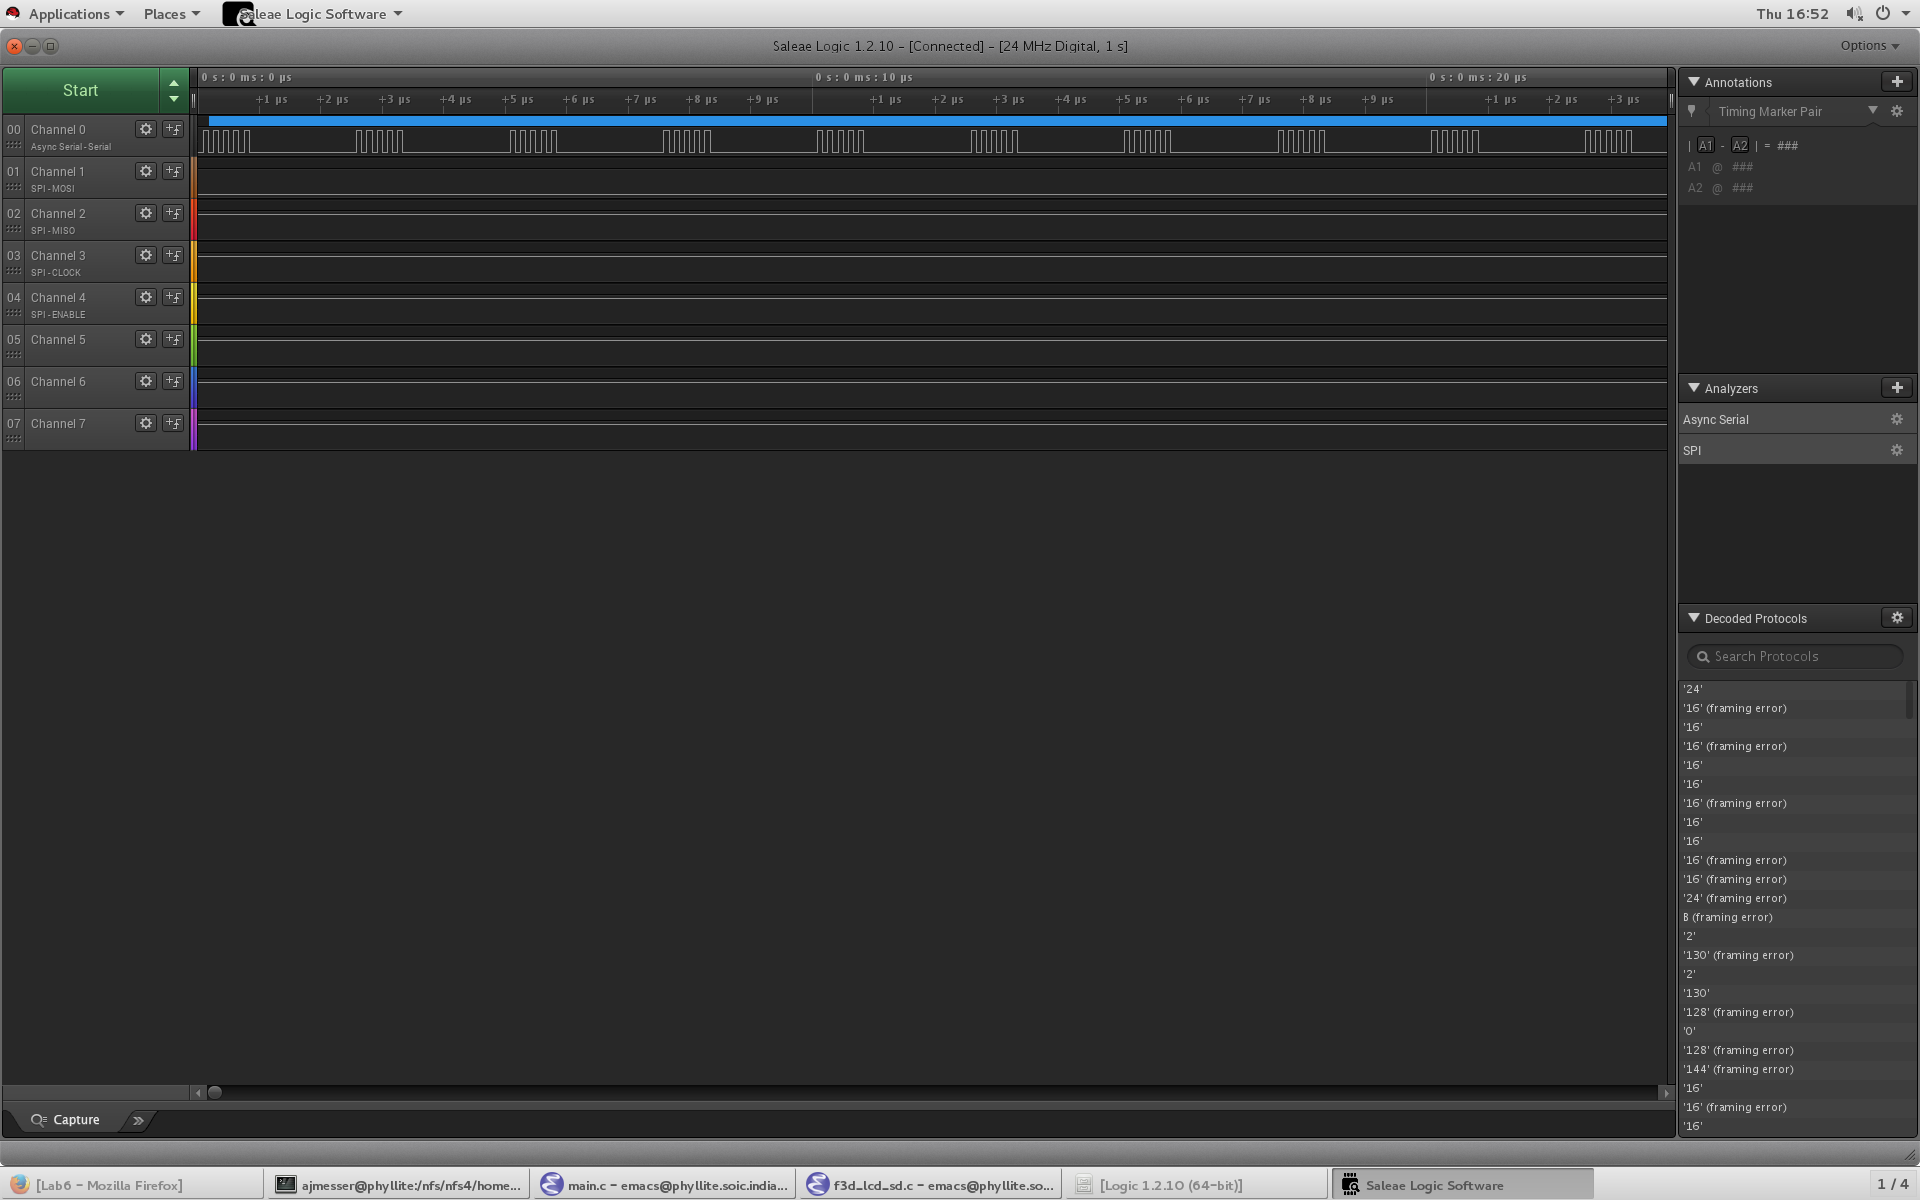 Applications Places Saleae Logic Software Thu 16:52
Saleae Logic 1.2.10 - [Connected] - [24 MHz Digital, 1 s] Options
Start
0 s : 0 ms : 0 µs 0 s : 0 ms : 10 µs 0 s : 0 ms : 20 µs
+1 µs +2 µs +3 µs +4 µs +5 µs +6 µs +7 µs +8 µs +9 µs +1 µs +2 µs +3 µs +4 µs +5 µs +6 µs +7 µs +8 µs +9 µs +1 µs +2 µs +3 µs
00 Channel 0
Async Serial - Serial
01 Channel 1
SPI - MOSI
02 Channel 2
SPI - MISO
03 Channel 3
SPI - CLOCK
04 Channel 4
SPI - ENABLE
05 Channel 5
06 Channel 6
07 Channel 7
Annotations
Timing Marker Pair
| A1 - A2 | = ###
A1 @ ###
A2 @ ###
Analyzers
Async Serial
SPI
Decoded Protocols
Search Protocols
'24'
'16' (framing error)
'16'
'16' (framing error)
'16'
'16'
'16' (framing error)
'16'
'16'
'16' (framing error)
'16' (framing error)
'24' (framing error)
B (framing error)
'2'
'130' (framing error)
'2'
'130'
'128' (framing error)
'0'
'128' (framing error)
'144' (framing error)
'16'
'16' (framing error)
'16'
Capture
[Lab6 - Mozilla Firefox] ajmesser@phyllite:/nfs/nfs4/home... main.c - emacs@phyllite.soic.india... f3d_lcd_sd.c - emacs@phyllite.so... [Logic 1.2.10 (64-bit)] Saleae Logic Software 1 / 4